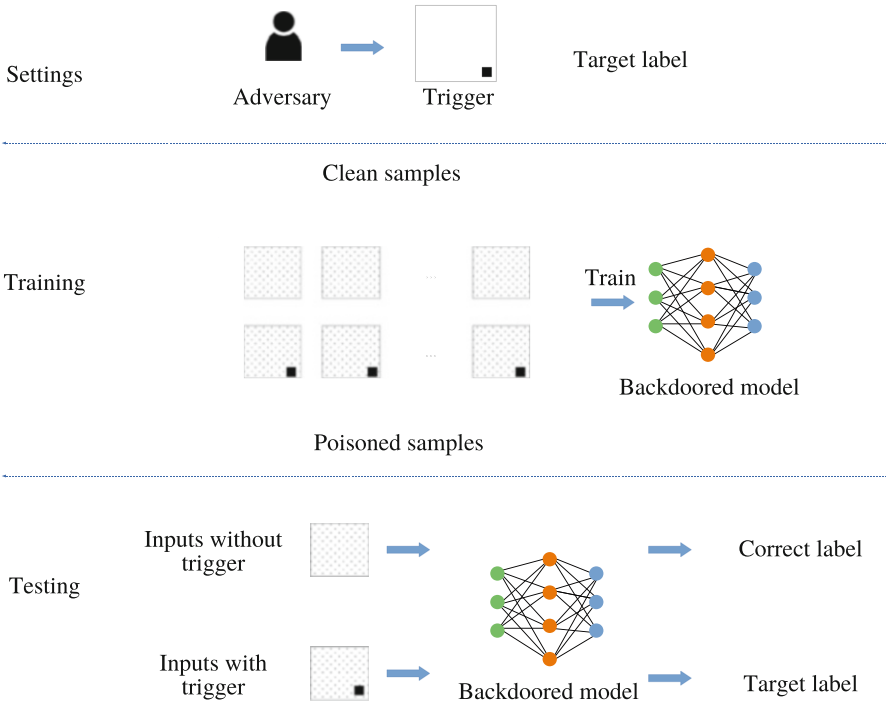 Settings
Adversary
Trigger
Target label
Clean samples
Training
...
Train
...
Backdoored model
Poisoned samples
Testing
Inputs without
trigger
Correct label
Inputs with
trigger
Backdoored model
Target label